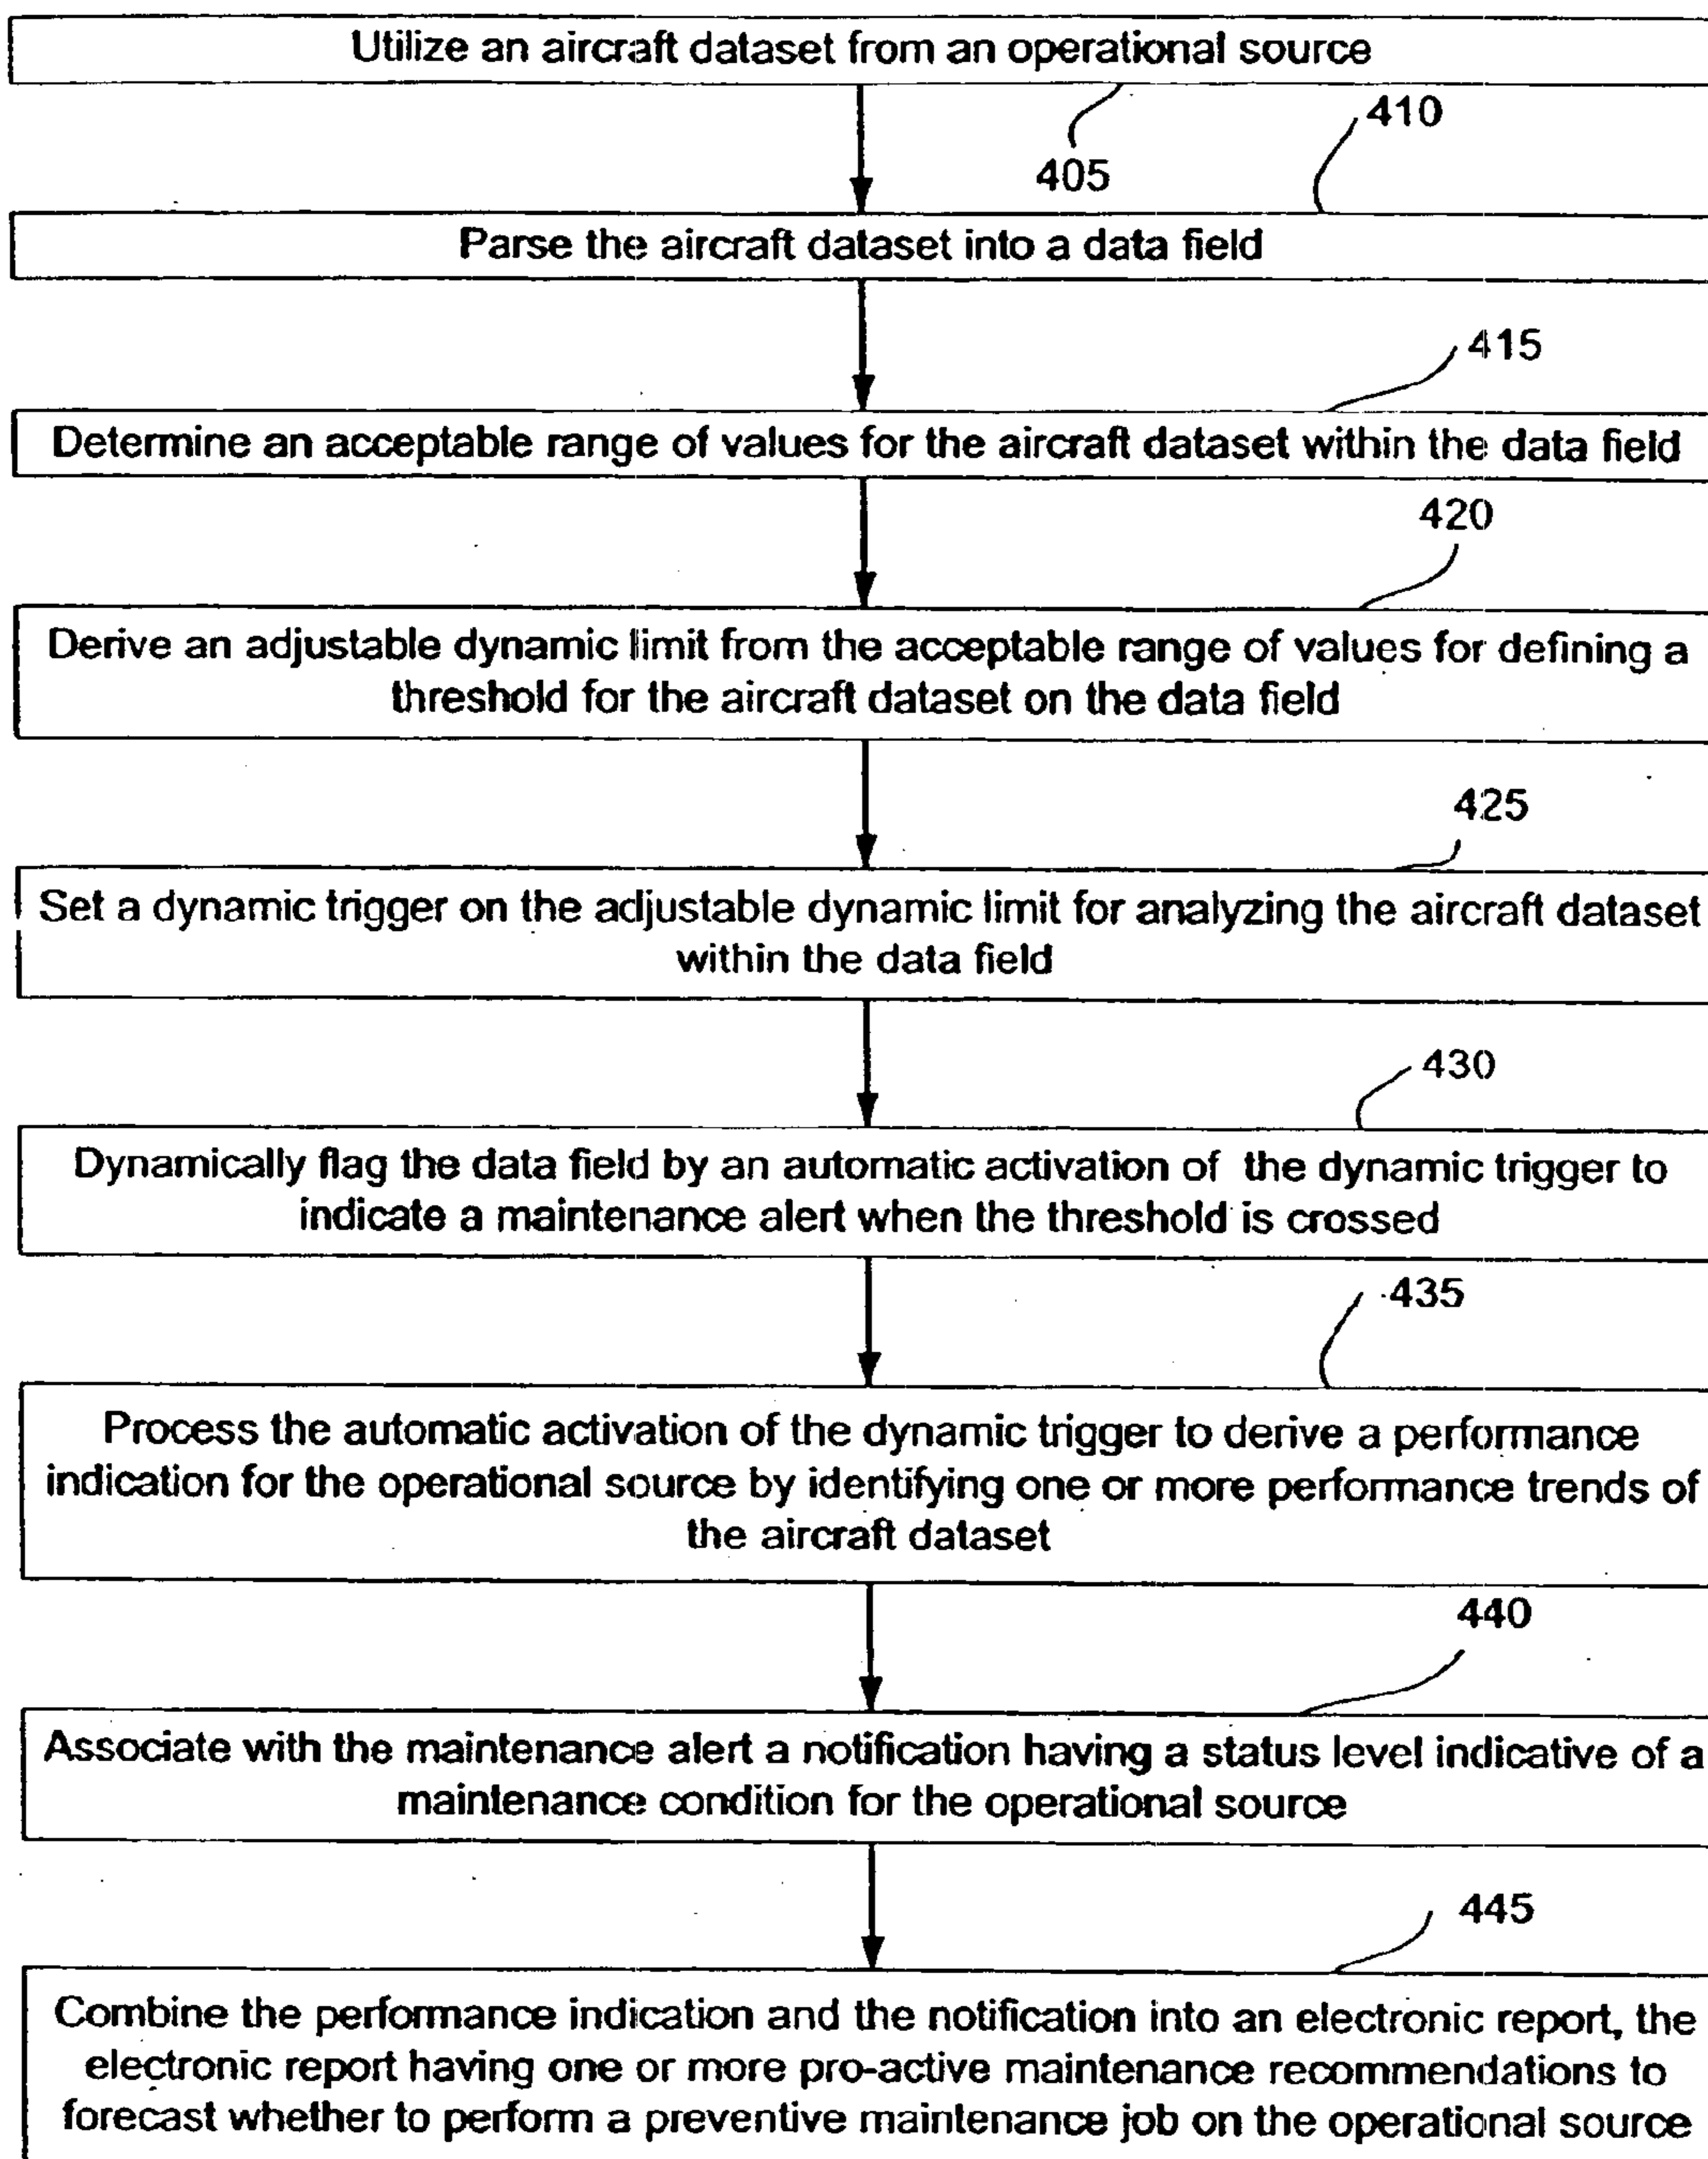 Utilize an aircraft dataset from an operational source
405
410
Parse the aircraft dataset into a data field
415
Determine an acceptable range of values for the aircraft dataset within the data field
420
Derive an adjustable dynamic limit from the acceptable range of values for defining a
threshold for the aircraft dataset on the data field
425
Set a dynamic trigger on the adjustable dynamic limit for analyzing the aircraft dataset
within the data field
430
Dynamically flag the data field by an automatic activation of the dynamic trigger to
indicate a maintenance alert when the threshold is crossed
435
Process the automatic activation of the dynamic trigger to derive a performance
indication for the operational source by identifying one or more performance trends of
the aircraft dataset
440
Associate with the maintenance alert a notification having a status level indicative of a
maintenance condition for the operational source
445
Combine the performance indication and the notification into an electronic report, the
electronic report having one or more pro-active maintenance recommendations to
forecast whether to perform a preventive maintenance job on the operational source